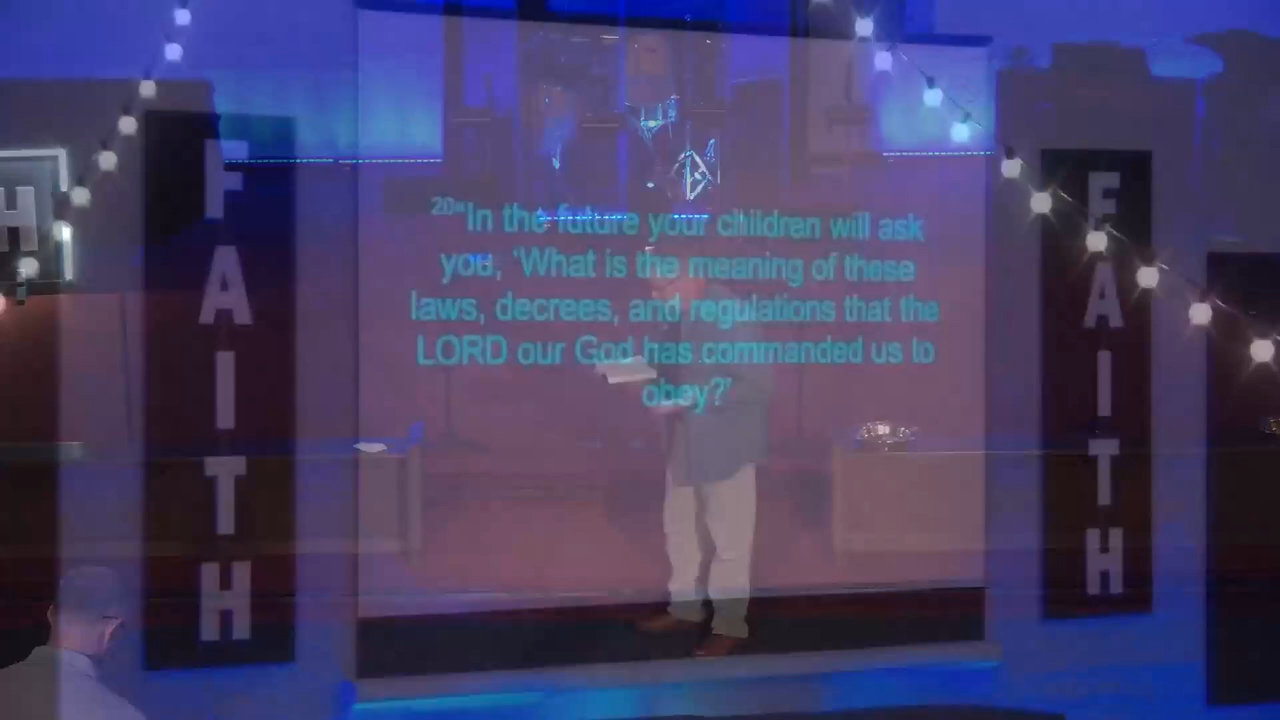 FAITH
H
20“In the future your children will ask
you, ‘What is the meaning of these
laws, decrees, and regulations that the
LORD our God has commanded us to
obey?’
FAITH